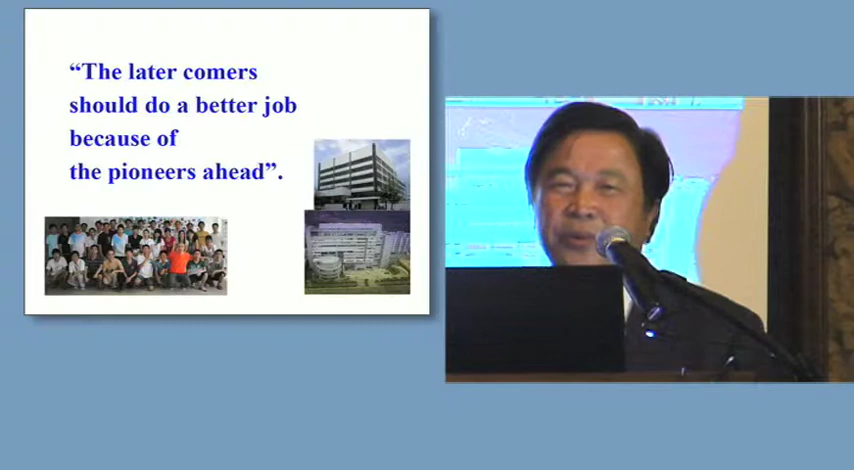 “The later comers
should do a better job
because of
the pioneers ahead”.